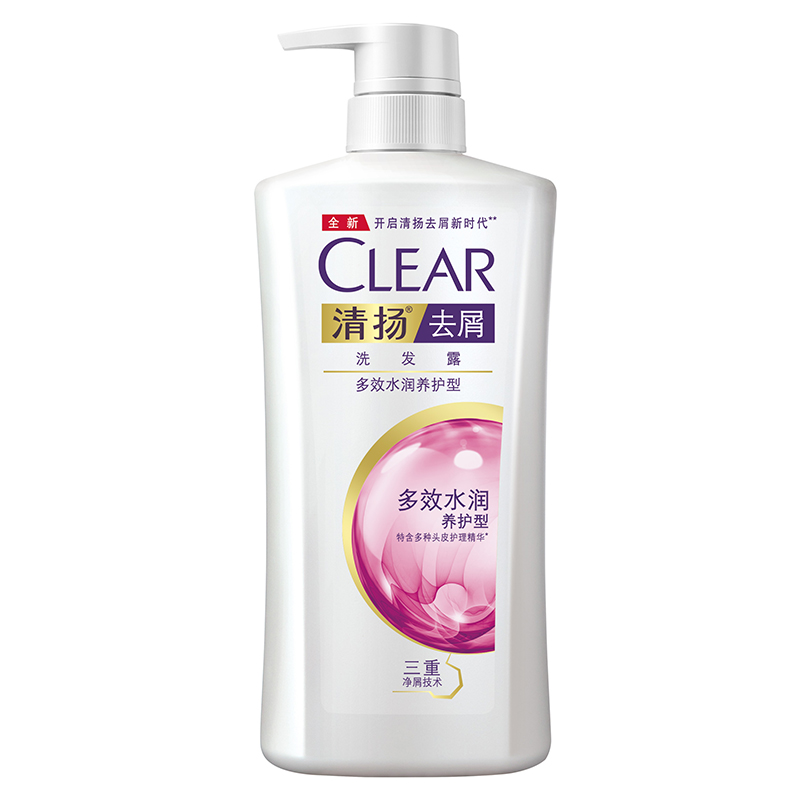 全新 开启清扬去屑新时代**
CLEAR
清扬® 去屑
洗发露
多效水润养护型
多效水润
养护型
特含多种头皮护理精华*
三重
净屑技术